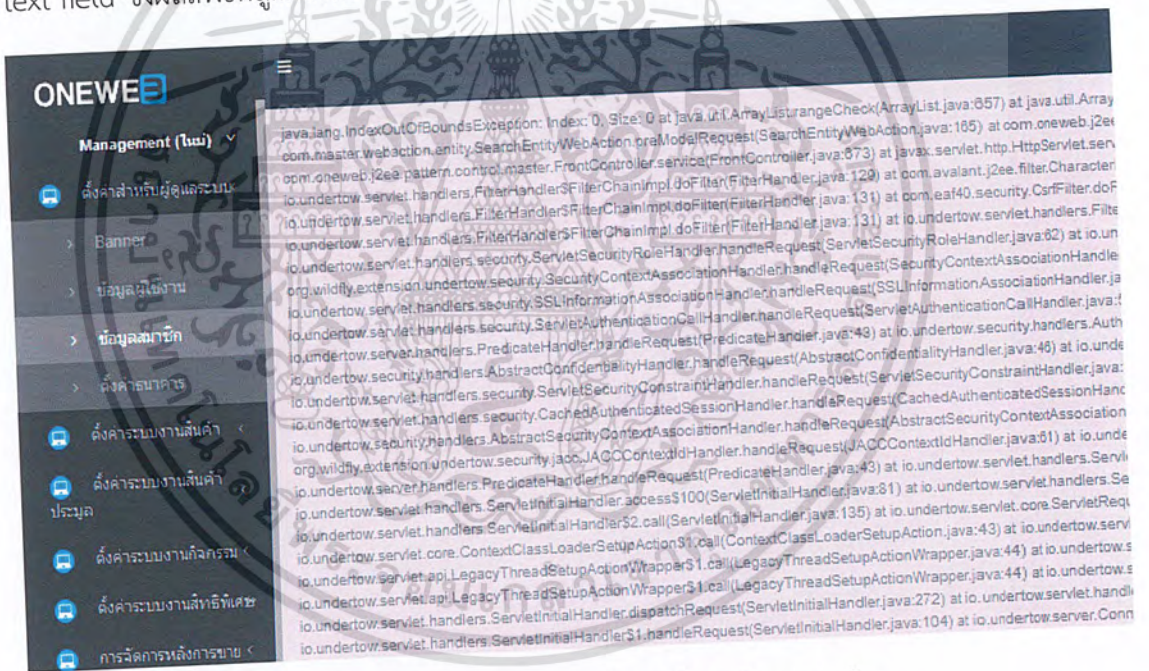 text field
ONEWEB
Management (ใหม่)
ตั้งค่าสำหรับผู้ดูแลระบบ
Banner
ข้อมูลผู้ใช้งาน
ข้อมูลสมาชิก
ตั้งค่าธนาคาร
ตั้งค่าระบบงานสินค้า
ตั้งค่าระบบงานสินค้า
ประมูล
ตั้งค่าระบบงานกิจกรรม
ตั้งค่าระบบงานสิทธิพิเศษ
การจัดการหลังการขาย
java.lang.IndexOutOfBoundsException: Index: 0, Size: 0 at java.util.ArrayList.rangeCheck(ArrayList.java:657) at java.util.Array
com.master.webaction.entity.SearchEntityWebAction.preModelRequest(SearchEntityWebAction.java:165) at com.oneweb.j2ee
com.oneweb.j2ee.pattern.control.master.FrontController.service(FrontController.java:673) at javax.servlet.http.HttpServlet.serv
io.undertow.servlet.handlers.FilterHandler$FilterChainImpl.doFilter(FilterHandler.java:129) at com.avalant.j2ee.filter.Character
io.undertow.servlet.handlers.FilterHandler$FilterChainImpl.doFilter(FilterHandler.java:131) at com.eaf40.security.CsrfFilter.doF
io.undertow.servlet.handlers.FilterHandler$FilterChainImpl.doFilter(FilterHandler.java:131) at io.undertow.servlet.handlers.Filte
io.undertow.servlet.handlers.security.ServletSecurityRoleHandler.handleRequest(ServletSecurityRoleHandler.java:62) at io.un
org.wildfly.extension.undertow.security.SecurityContextAssociationHandler.handleRequest(SecurityContextAssociationHandle
io.undertow.servlet.handlers.security.SSLInformationAssociationHandler.handleRequest(SSLInformationAssociationHandler.ja
io.undertow.servlet.handlers.security.ServletAuthenticationCallHandler.handleRequest(ServletAuthenticationCallHandler.java:
io.undertow.server.handlers.PredicateHandler.handleRequest(PredicateHandler.java:43) at io.undertow.security.handlers.Auth
io.undertow.security.handlers.AbstractConfidentialityHandler.handleRequest(AbstractConfidentialityHandler.java:46) at io.unde
io.undertow.servlet.handlers.security.ServletSecurityConstraintHandler.handleRequest(ServletSecurityConstraintHandler.java:
io.undertow.servlet.handlers.security.CachedAuthenticatedSessionHandler.handleRequest(CachedAuthenticatedSessionHand
io.undertow.security.handlers.AbstractSecurityContextAssociationHandler.handleRequest(AbstractSecurityContextAssociation
org.wildfly.extension.undertow.security.jacc.JACCContextIdHandler.handleRequest(JACCContextIdHandler.java:61) at io.unde
io.undertow.server.handlers.PredicateHandler.handleRequest(PredicateHandler.java:43) at io.undertow.servlet.handlers.Servle
io.undertow.servlet.handlers.ServletInitialHandler.access$100(ServletInitialHandler.java:81) at io.undertow.servlet.handlers.Se
io.undertow.servlet.handlers.ServletInitialHandler$2.call(ServletInitialHandler.java:135) at io.undertow.servlet.core.ServletRequ
io.undertow.servlet.core.ContextClassLoaderSetupAction$1.call(ContextClassLoaderSetupAction.java:43) at io.undertow.servl
io.undertow.servlet.api.LegacyThreadSetupActionWrapper$1.call(LegacyThreadSetupActionWrapper.java:44) at io.undertow.s
io.undertow.servlet.api.LegacyThreadSetupActionWrapper$1.call(LegacyThreadSetupActionWrapper.java:44) at io.undertow.s
io.undertow.servlet.handlers.ServletInitialHandler.dispatchRequest(ServletInitialHandler.java:272) at io.undertow.servlet.handle
io.undertow.servlet.handlers.ServletInitialHandler$1.handleRequest(ServletInitialHandler.java:104) at io.undertow.server.Conn